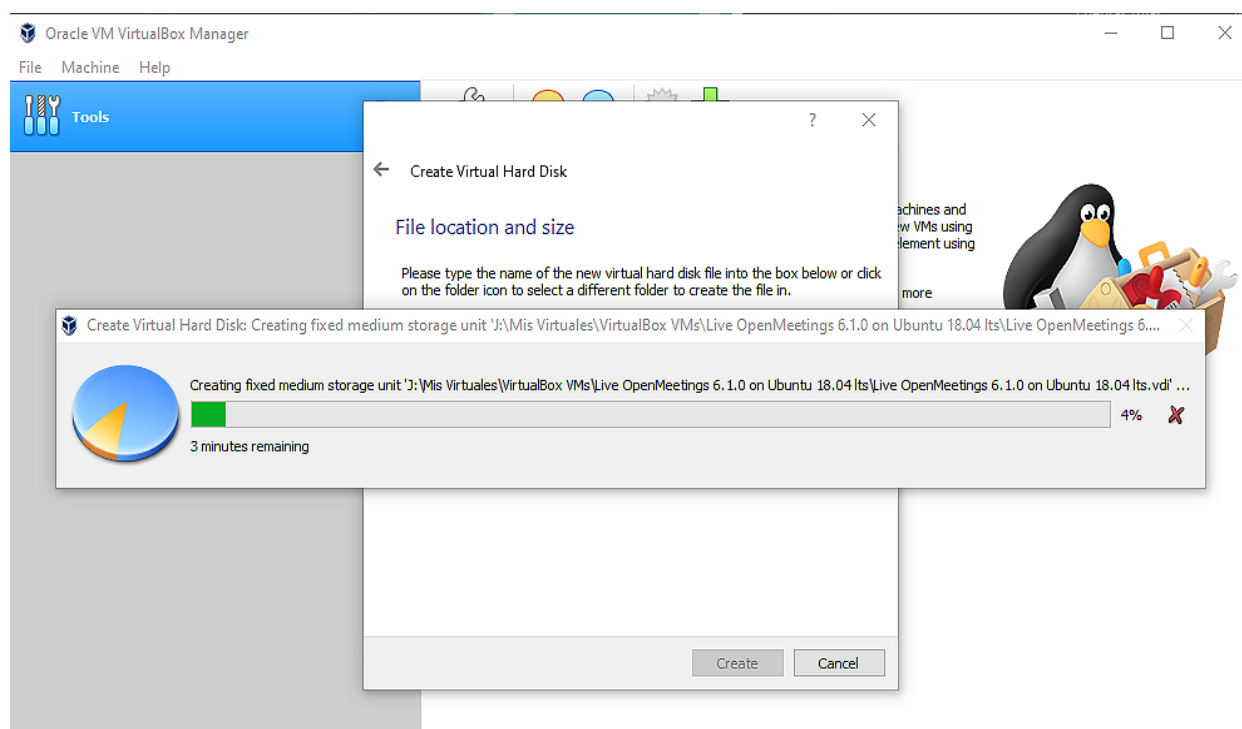 Oracle VM VirtualBox Manager
File Machine Help
Tools
?
Create Virtual Hard Disk
File location and size
Please type the name of the new virtual hard disk file into the box below or click
on the folder icon to select a different folder to create the file in.
and
VMs using
using
more
Create Virtual Hard Disk: Creating fixed medium storage unit 'J:\Mis Virtuales\VirtualBox VMs\Live OpenMeetings 6.1.0 on Ubuntu 18.04 lts\Live OpenMeetings 6....
Creating fixed medium storage unit 'J:\Mis Virtuales\VirtualBox VMs\Live OpenMeetings 6.1.0 on Ubuntu 18.04 lts\Live OpenMeetings 6.1.0 on Ubuntu 18.04 lts.vdi' ...
4%
3 minutes remaining
Create Cancel